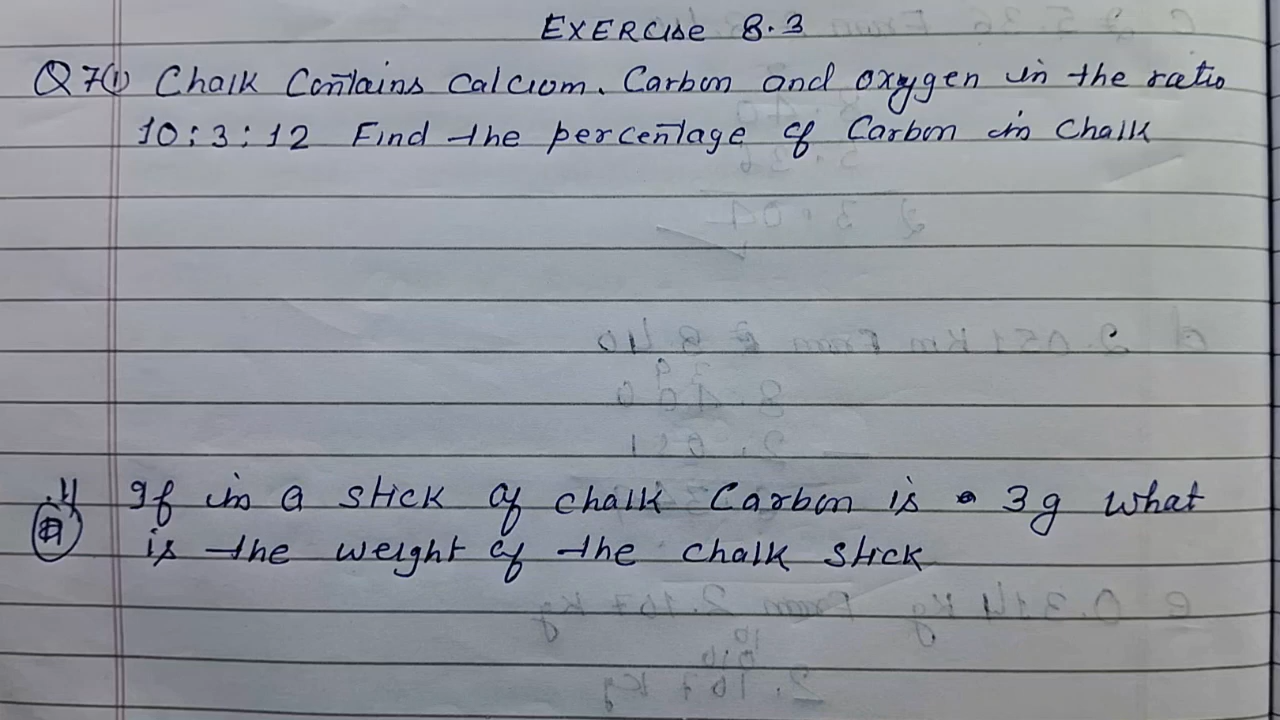 EXERCISE 8.3
Q 7(i) Chalk Contains Calcium, Carbon and oxygen in the ratio
10:3:12 Find the percentage of Carbon in Chalk
If in a stick of chalk Carbon is 3g what
is the weight of the chalk stick